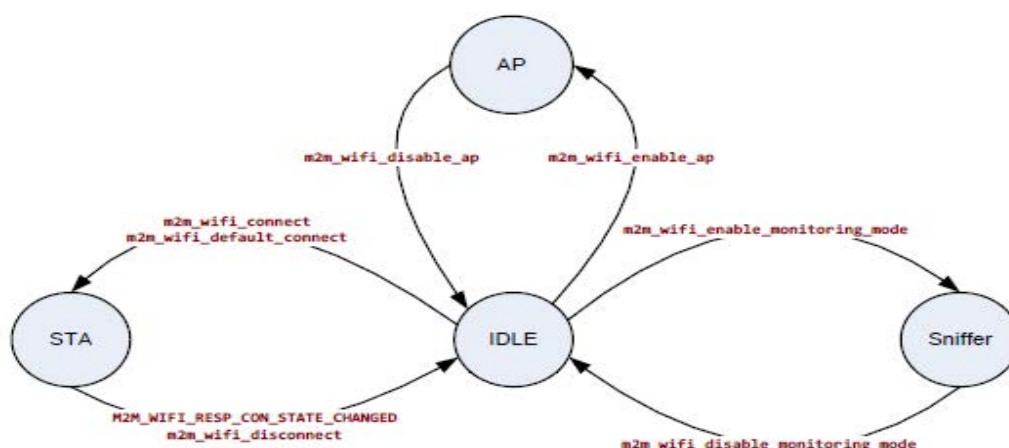 AP
m2m_wifi_disable_ap
m2m_wifi_enable_ap
m2m_wifi_connect
m2m_wifi_default_connect
m2m_wifi_enable_monitoring_mode
STA
IDLE
Sniffer
M2M_WIFI_RESP_CON_STATE_CHANGED
m2m_wifi_disconnect
m2m_wifi_disable_monitoring_mode